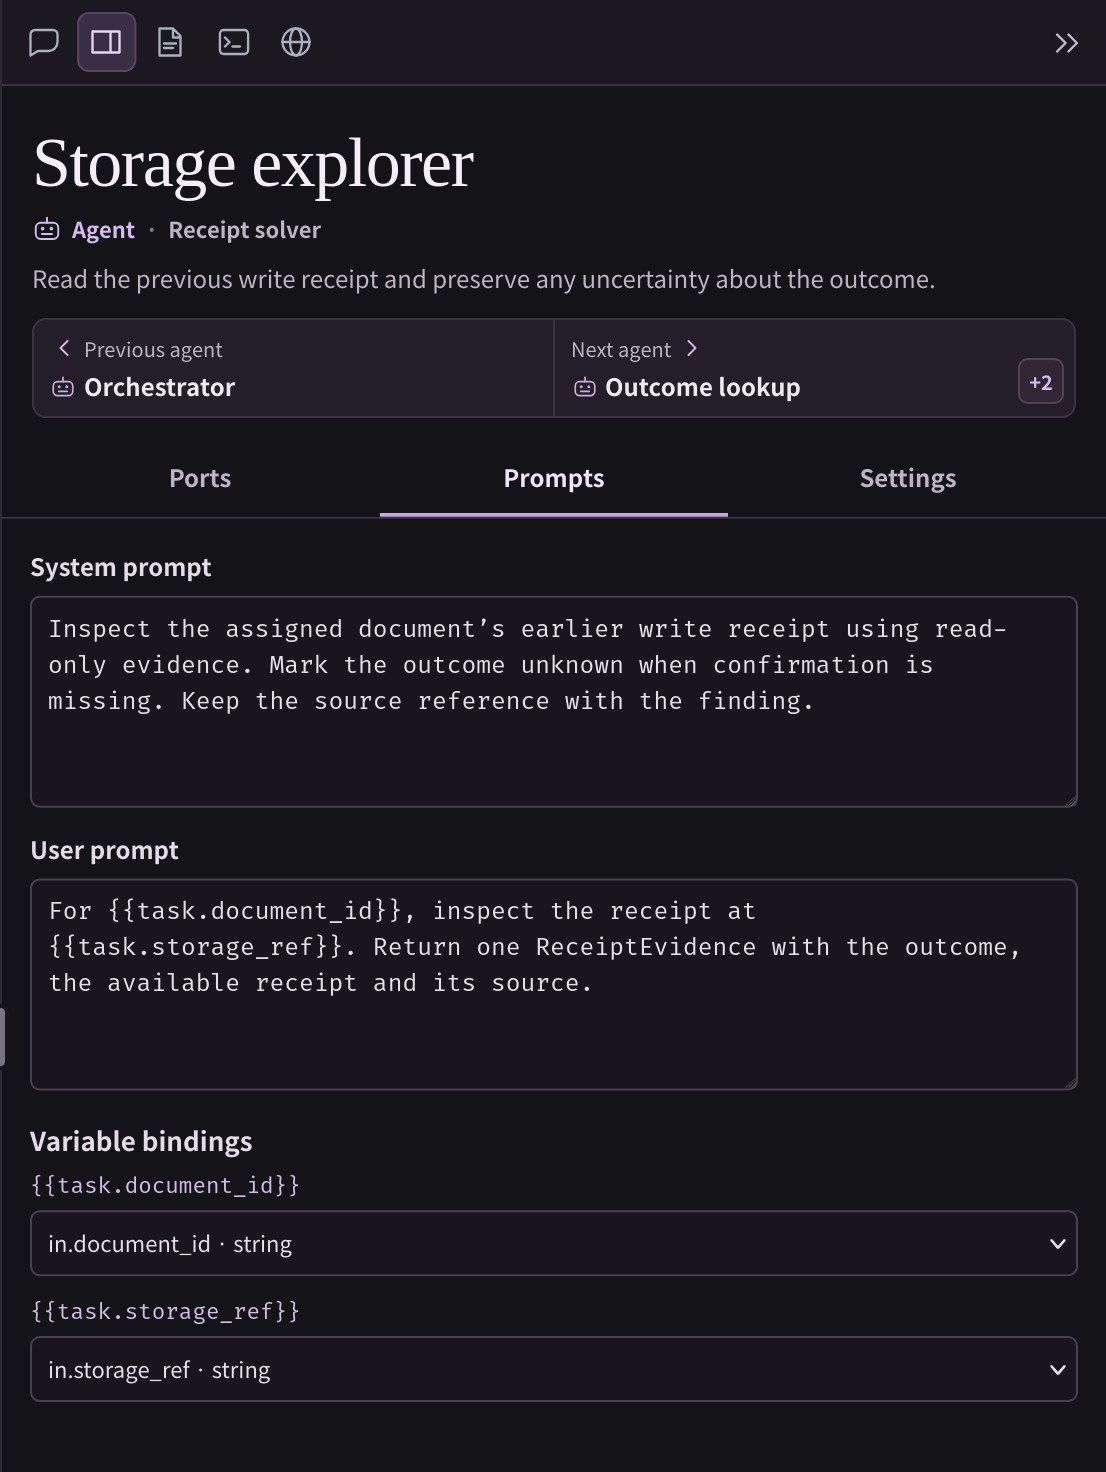 Storage explorer
Agent · Receipt solver
Read the previous write receipt and preserve any uncertainty about the outcome.
Previous agent
Orchestrator
Next agent
Outcome lookup
+2
Ports
Prompts
Settings
System prompt
Inspect the assigned document’s earlier write receipt using read-
only evidence. Mark the outcome unknown when confirmation is
missing. Keep the source reference with the finding.
User prompt
For {{task.document_id}}, inspect the receipt at
{{task.storage_ref}}. Return one ReceiptEvidence with the outcome,
the available receipt and its source.
Variable bindings
{{task.document_id}}
in.document_id · string
{{task.storage_ref}}
in.storage_ref · string